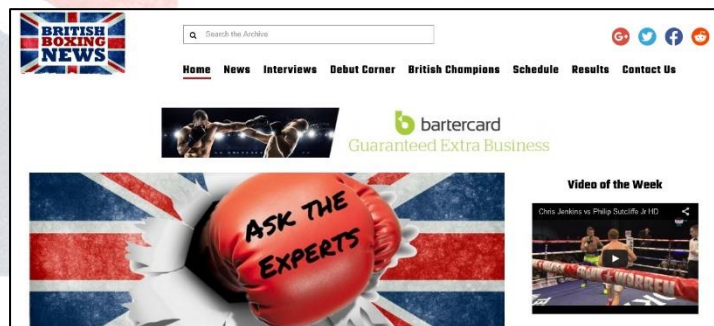 BRITISH
BOXING
NEWS
Search the Archive
Home News Interviews Debut Corner British Champions Schedule Results Contact Us
bartercard
Guaranteed Extra Business
ASK THE
EXPERTS
Video of the Week
Chris Jenkins vs Philip Sutcliffe Jr HD